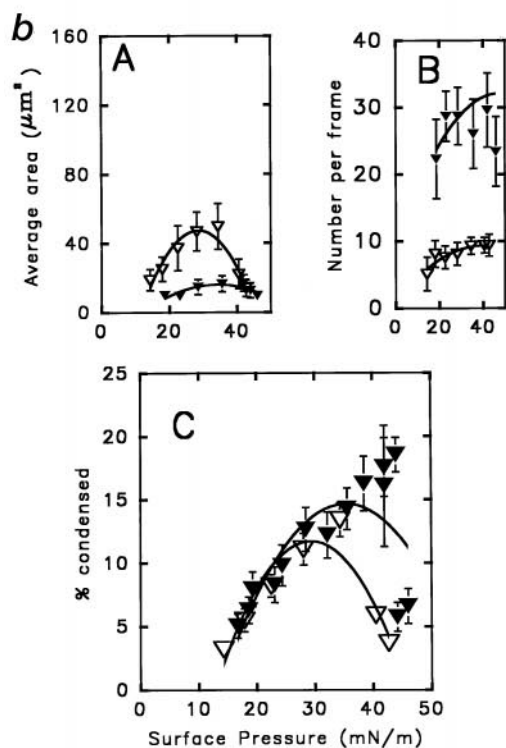 b
A
Average area (μm²)
160
120
80
40
0
0 20 40
B
Number per frame
40
30
20
10
0
0 20 40
C
% condensed
25
20
15
10
5
0
0 10 20 30 40 50
Surface Pressure (mN/m)